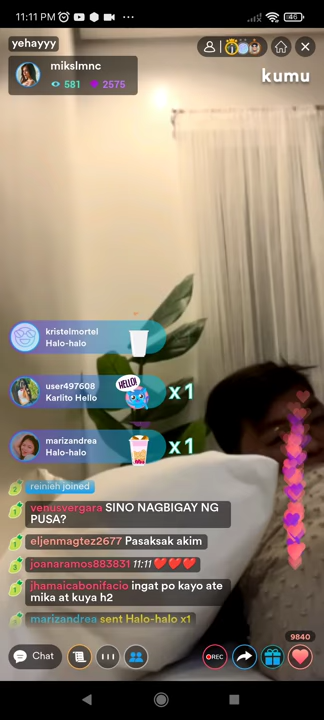 11:11 PM
46
yehayyy
mikslmnc
581 2575
kumu
kristelmortel
Halo-halo
user497608
Karlito Hello
HELLO!
x1
marizandrea
Halo-halo
x1
reinieh joined
venusvergara SINO NAGBIGAY NG
PUSA?
eljenmagtez2677 Pasaksak akim
joanaramos883831 11:11❤️❤️❤️
jhamaicabonifacio ingat po kayo ate
mika at kuya h2
marizandrea sent Halo-halo x1
9840
Chat
REC